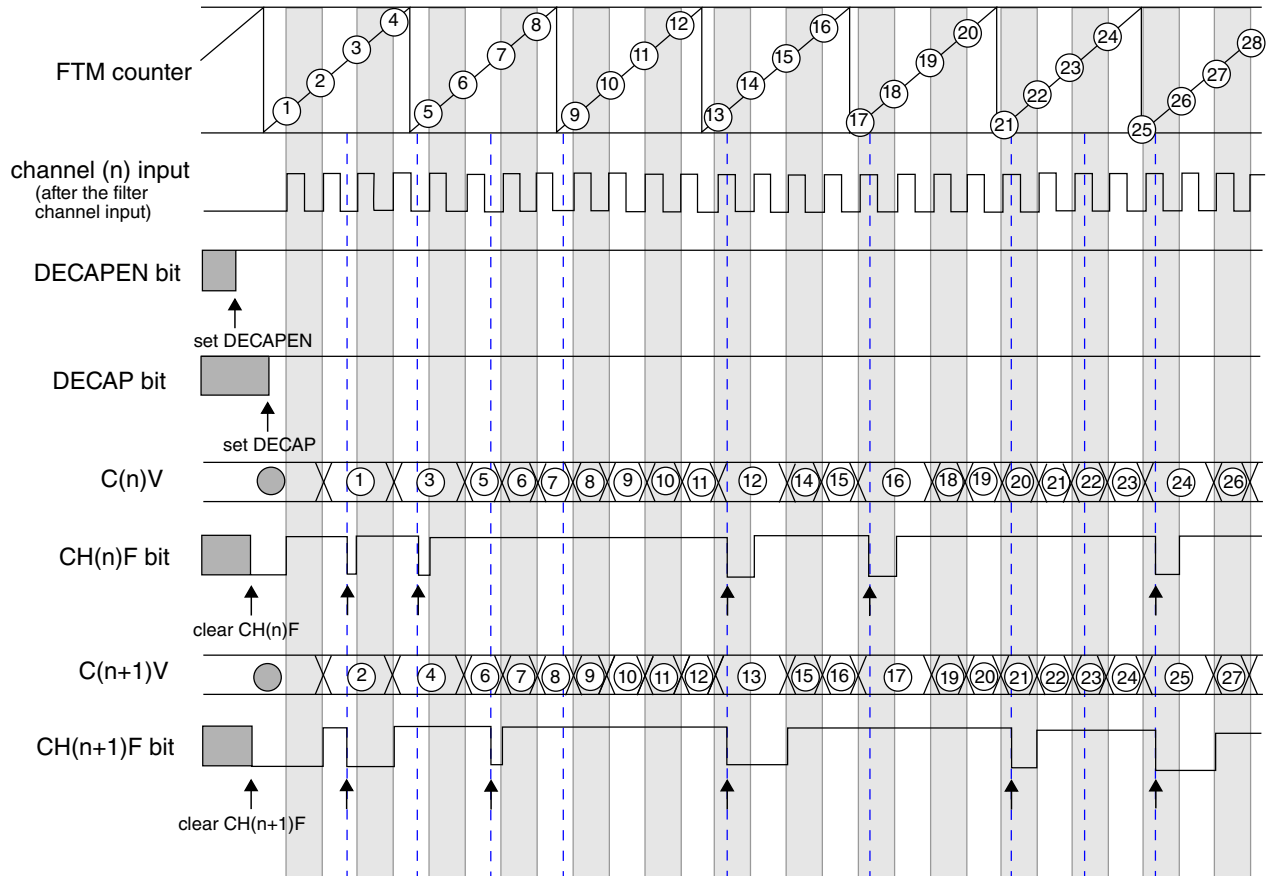 4 8 12 16 20 24 28
3 7 11 15 19 23 27
FTM counter
2 6 10 14 18 22 26
1 5 9 13 17 21 25
channel (n) input
(after the filter
channel input)
DECAPEN bit
set DECAPEN
DECAP bit
set DECAP
C(n)V 1 3 5 6 7 8 9 10 11 12 14 15 16 18 19 20 21 22 23 24 26
CH(n)F bit
clear CH(n)F
C(n+1)V 2 4 6 7 8 9 10 11 12 13 15 16 17 19 20 21 22 23 24 25 27
CH(n+1)F bit
clear CH(n+1)F